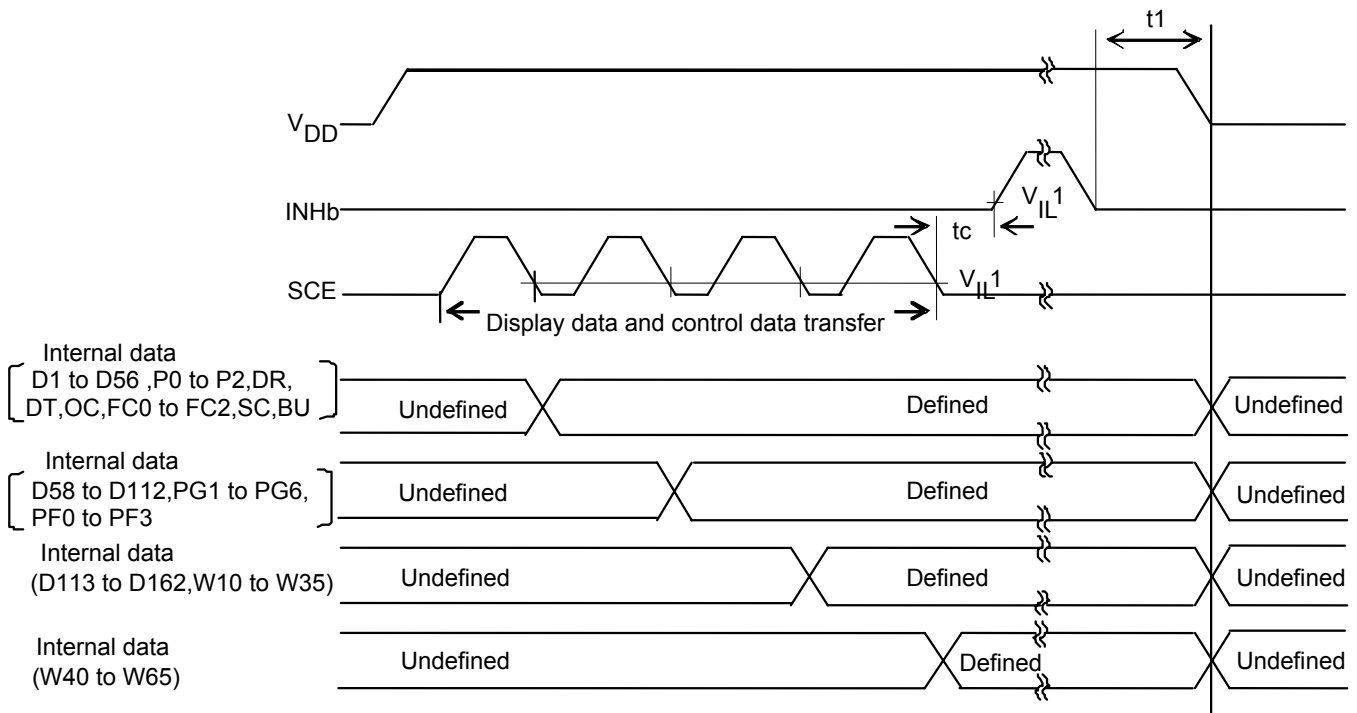 t1
VDD
INHb
VIL1
tc
SCE
VIL1
Display data and control data transfer
Internal data
D1 to D56 ,P0 to P2,DR,
DT,OC,FC0 to FC2,SC,BU
Undefined
Defined
Undefined
Internal data
D58 to D112,PG1 to PG6,
PF0 to PF3
Undefined
Defined
Undefined
Internal data
(D113 to D162,W10 to W35)
Undefined
Defined
Undefined
Internal data
(W40 to W65)
Undefined
Defined
Undefined